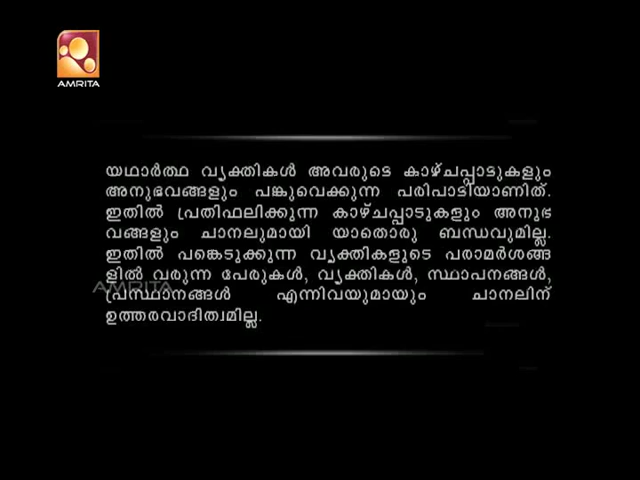 AMRITA
യഥാർത്ഥ വ്യക്തികൾ അവരുടെ കാഴ്ചപ്പാടുകളും
അനുഭവങ്ങളും പങ്കുവെക്കുന്ന പരിപാടിയാണിത്.
ഇതിൽ പ്രതിഫലിക്കുന്ന കാഴ്ചപ്പാടുകളും അനുഭ
വങ്ങളും ചാനലുമായി യാതൊരു ബന്ധവുമില്ല.
ഇതിൽ പങ്കെടുക്കുന്ന വ്യക്തികളുടെ പരാമർശങ്ങ
ളിൽ വരുന്ന പേരുകൾ, വ്യക്തികൾ, സ്ഥാപനങ്ങൾ,
AMRITA
പ്രസ്ഥാനങ്ങൾ എന്നിവയുമായും ചാനലിന്
ഉത്തരവാദിത്വമില്ല.